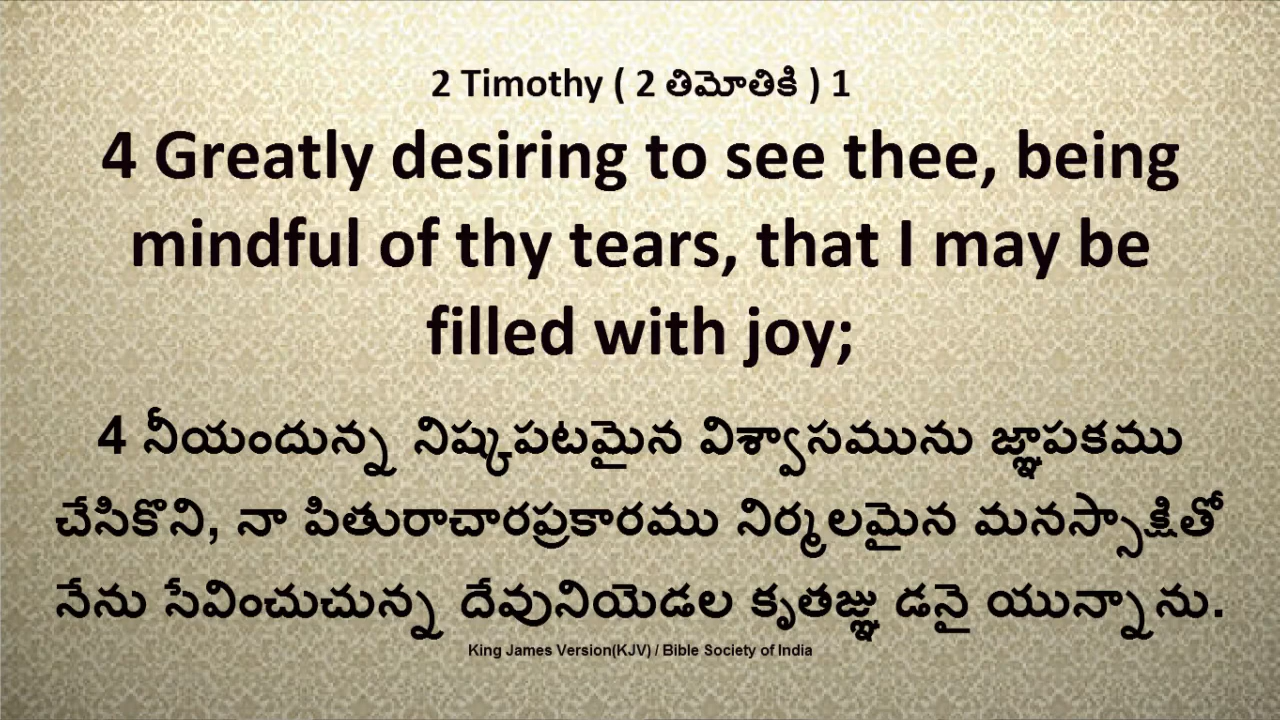 2 Timothy ( 2 తిమోతికి ) 1
4 Greatly desiring to see thee, being
mindful of thy tears, that I may be
filled with joy;
4 నీయందున్న నిష్కపటమైన విశ్వాసమును జ్ఞాపకము
చేసికొని, నా పితురాచారప్రకారము నిర్మలమైన మనస్సాక్షితో
నేను సేవించుచున్న దేవునియెడల కృతజ్ఞు డనై యున్నాను.
King James Version(KJV) / Bible Society of India